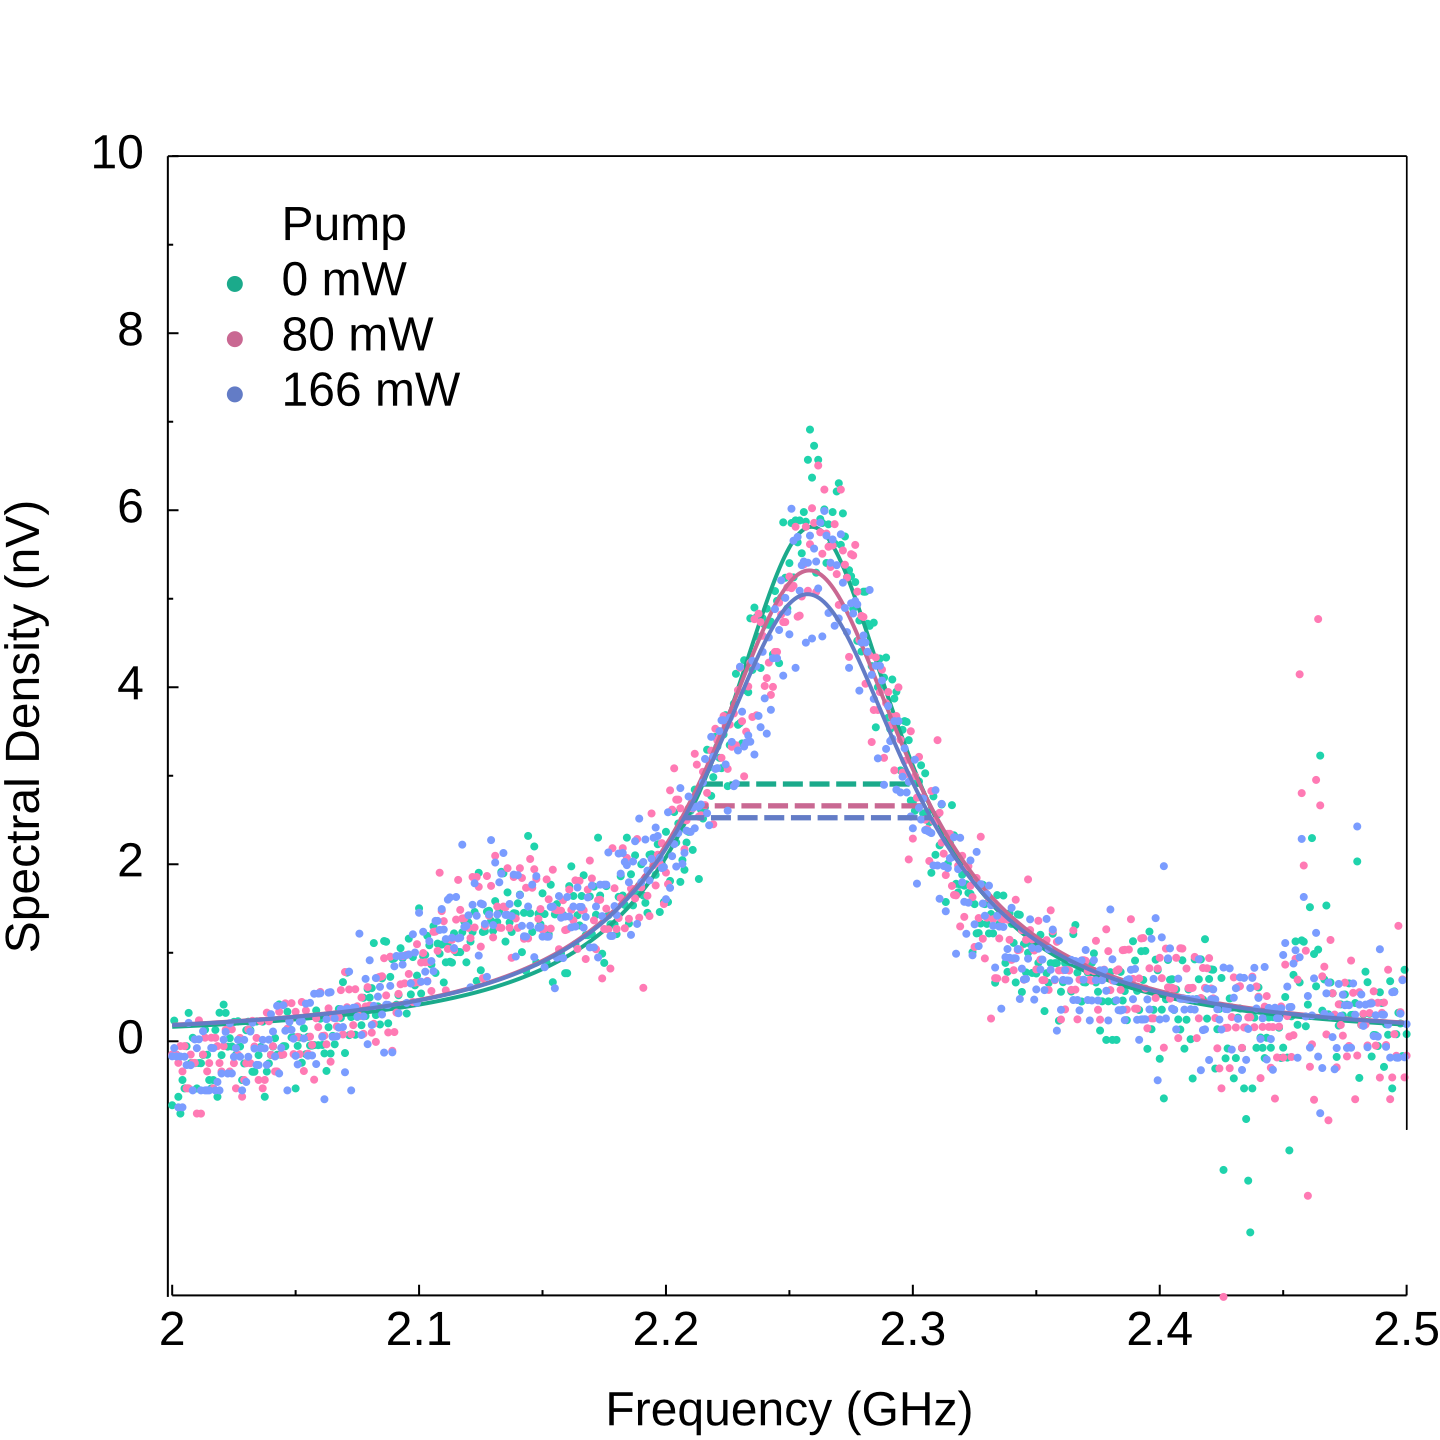 10
Pump
0 mW
80 mW
166 mW
8
6
4
2
0
Spectral Density (nV)
2 2.1 2.2 2.3 2.4 2.5
Frequency (GHz)